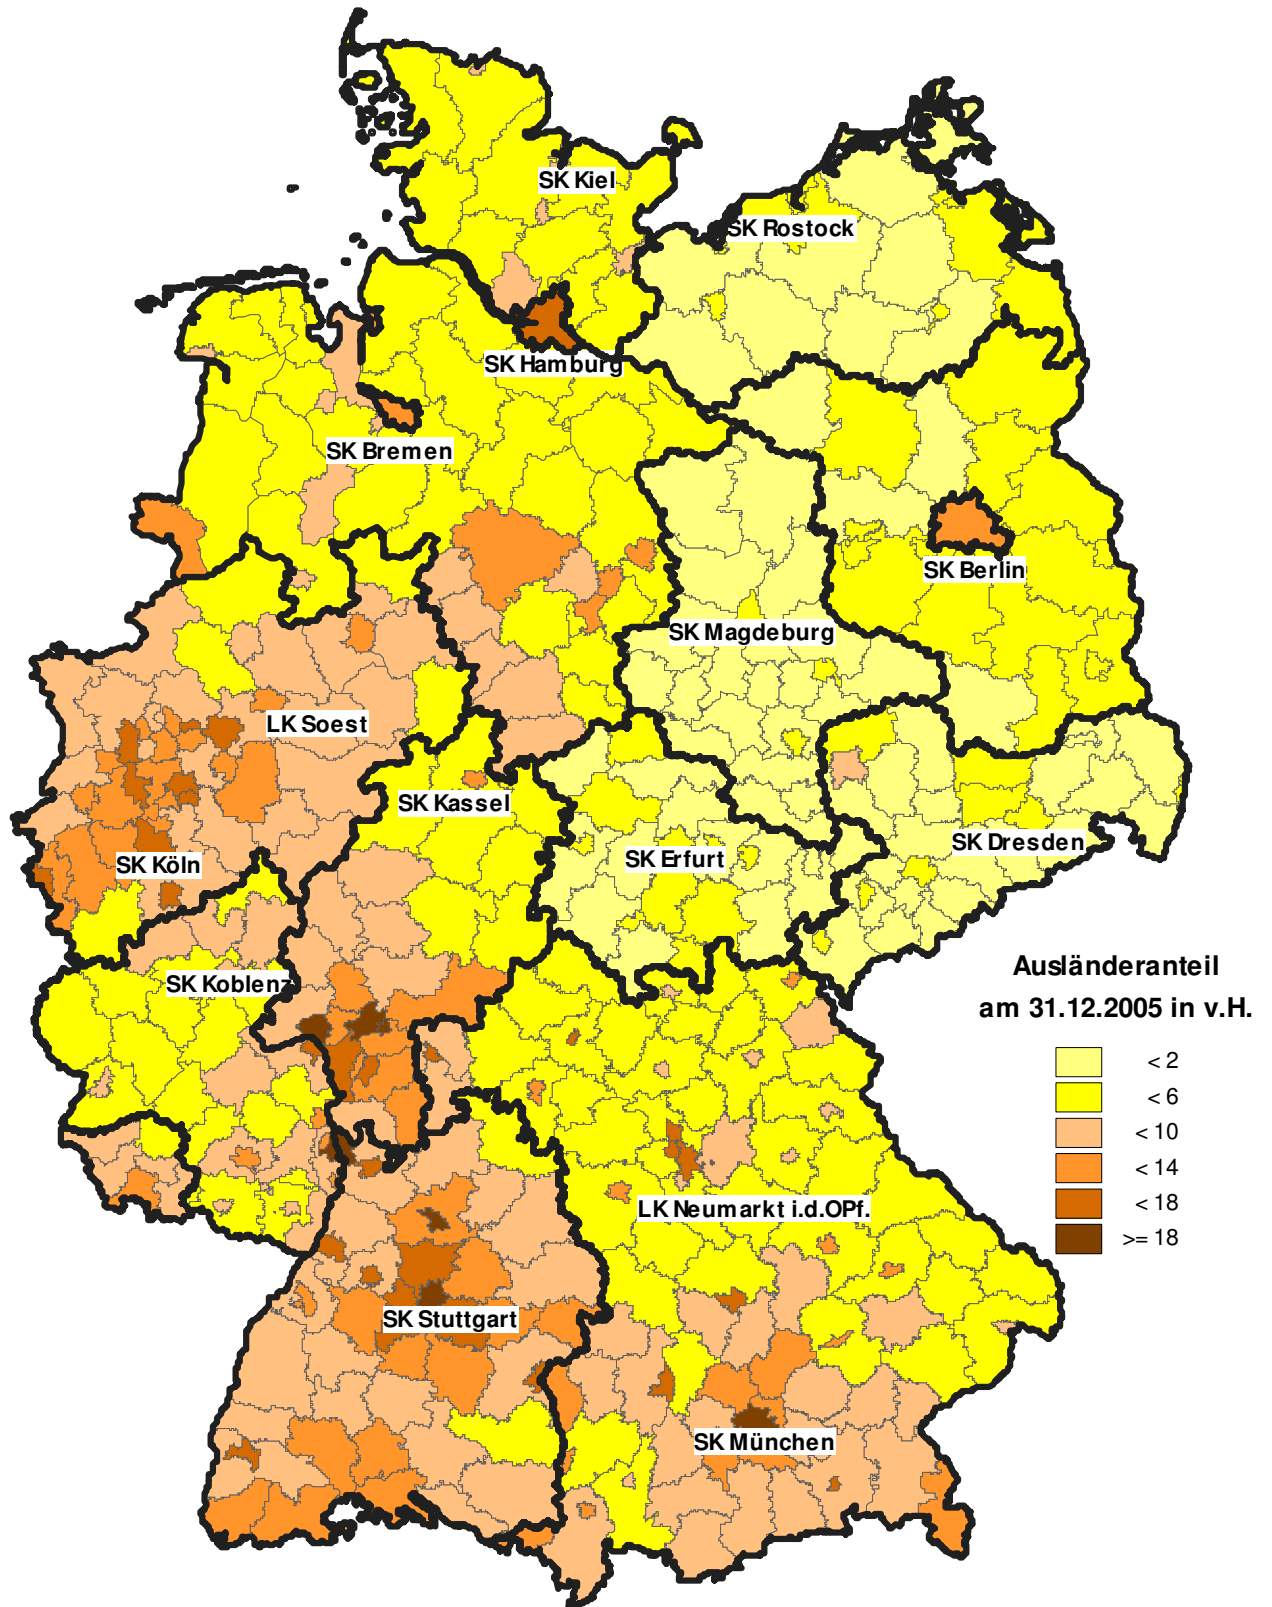 SK Kiel
SK Rostock
SK Hamburg
SK Bremen
SK Berlin
SK Magdeburg
LK Soest
SK Kassel
SK Dresden
SK Köln
SK Erfurt
SK Koblenz
Ausländeranteil
am 31.12.2005 in v.H.
< 2
< 6
< 10
< 14
< 18
>= 18
LK Neumarkt i.d.OPf.
SK Stuttgart
SK München